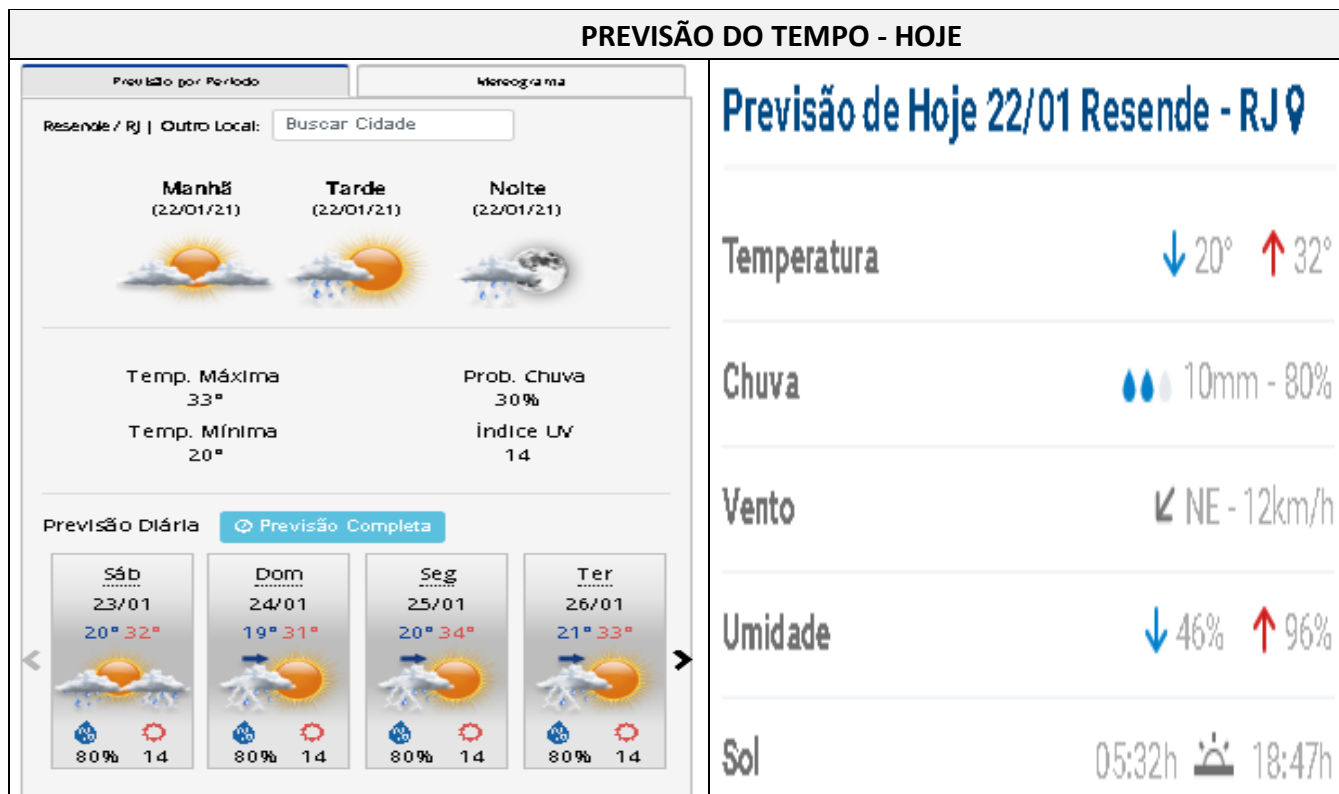 PREVISÃO DO TEMPO - HOJE
Previsão por Período
Meteograma
Resende / RJ | Outro Local: Buscar Cidade
Manhã Tarde Noite
(22/01/21) (22/01/21) (22/01/21)
Temp. Máxima Prob. Chuva
33° 30%
Temp. Mínima Índice UV
20° 14
Previsão Diária Previsão Completa
Sáb Dom Seg Ter
23/01 24/01 25/01 26/01
20° 32° 19° 31° 20° 34° 21° 33°
80% 14 80% 14 80% 14 80% 14
Previsão de Hoje 22/01 Resende - RJ
Temperatura 20° 32°
Chuva 10mm - 80%
Vento NE - 12km/h
Umidade 46% 96%
Sol 05:32h 18:47h